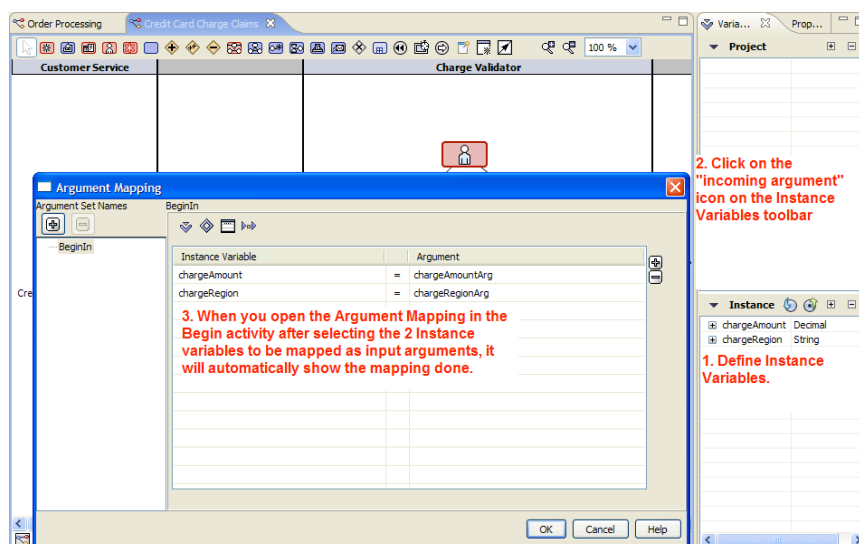 Order Processing
Credit Card Charge Claims
Varia...
Prop...
100 %
Project
Customer Service
Charge Validator
2. Click on the
"incoming argument"
icon on the Instance
Variables toolbar
Argument Mapping
Argument Set Names
BeginIn
BeginIn
Instance Variable
Argument
chargeAmount
=
chargeAmountArg
chargeRegion
=
chargeRegionArg
Cre
3. When you open the Argument Mapping in the
Begin activity after selecting the 2 Instance
variables to be mapped as input arguments, it
will automatically show the mapping done.
Instance
chargeAmount Decimal
chargeRegion String
1. Define Instance
Variables.
OK
Cancel
Help